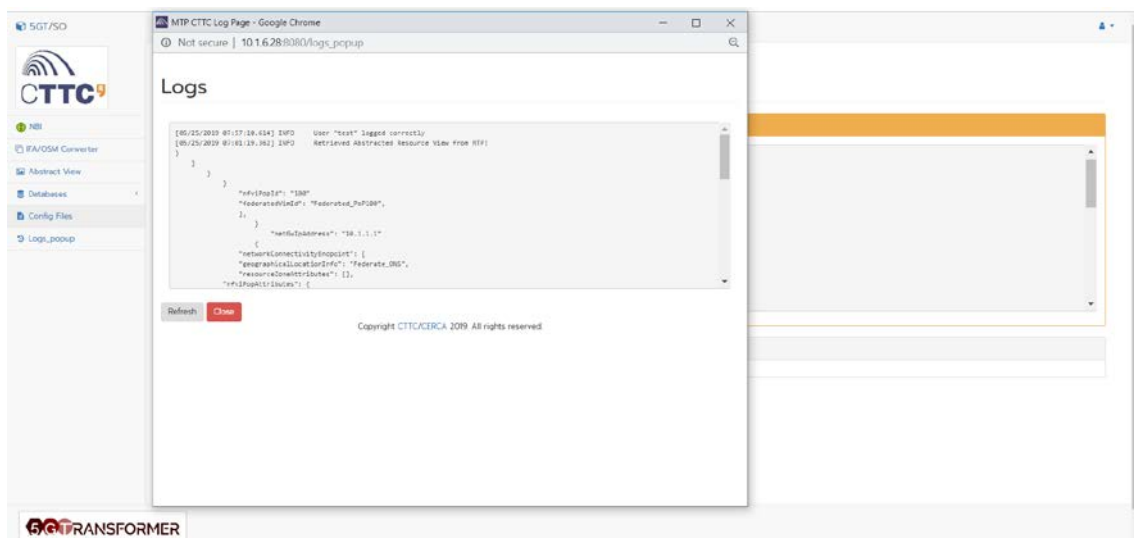 5GT/SO
CTTC9
NBI
IFA/OSM Converter
Abstract View
Databases
Config Files
Logs_popup
MTP CTTC Log Page - Google Chrome
Not secure | 10.1.6.28:8080/logs_popup
Logs
[05/25/2019 07:57:18.614] INFO User "test" logged correctly
[05/25/2019 07:01:19.362] INFO Retrieved Abstracted Resource View from MTP:
}
]
}
}
"nfviPopId": "100"
"federatedVimId": "Federated_PoP100",
],
}
"netGwIpAddress": "10.1.1.1"
{
"networkConnectivityEndpoint": [
"geographicalLocationInfo": "Federate_ONS",
"resourceZoneAttributes": [],
"nfviPopAttributes": {
Refresh Close
Copyright CTTC/CERCA 2019. All rights reserved.
5GTRANSFORMER